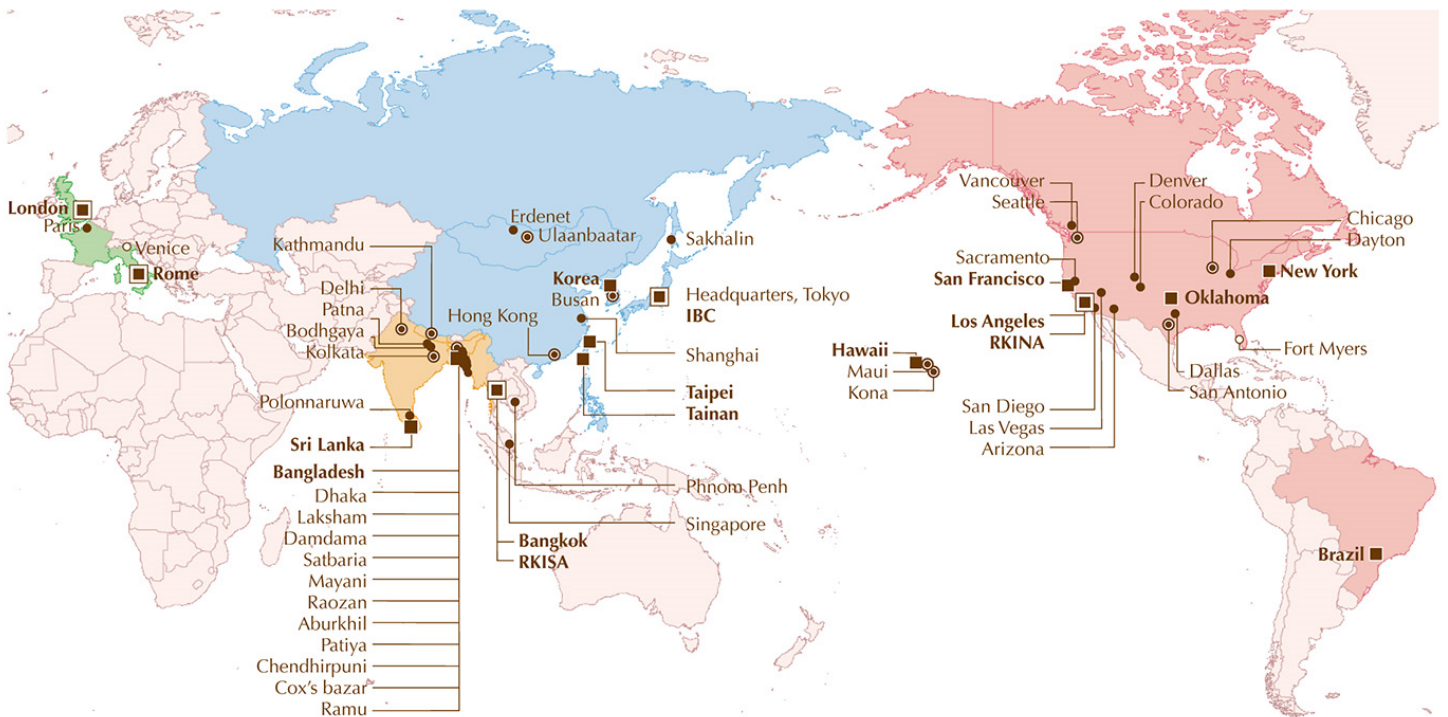 London
Paris
Venice
Rome
Kathmandu
Delhi
Patna
Bodhgaya
Kolkata
Polonnaruwa
Sri Lanka
Bangladesh
Dhaka
Laksham
Damdama
Satbaria
Mayani
Raozan
Aburkhil
Patiya
Chendhirpuni
Cox's bazar
Ramu
Erdenet
Ulaanbaatar
Sakhalin
Korea
Busan
Headquarters, Tokyo
IBC
Hong Kong
Shanghai
Taipei
Tainan
Phnom Penh
Singapore
Bangkok
RKISA
Vancouver
Seattle
Denver
Colorado
Chicago
Dayton
Sacramento
San Francisco
New York
Oklahoma
Los Angeles
RKINA
Hawaii
Maui
Kona
Fort Myers
Dallas
San Antonio
San Diego
Las Vegas
Arizona
Brazil